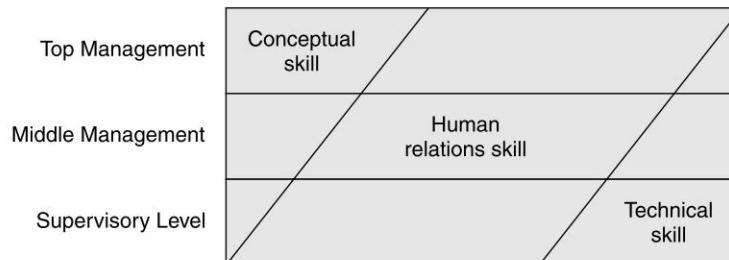 Top Management
Conceptual
skill
Middle Management
Human
relations skill
Supervisory Level
Technical
skill